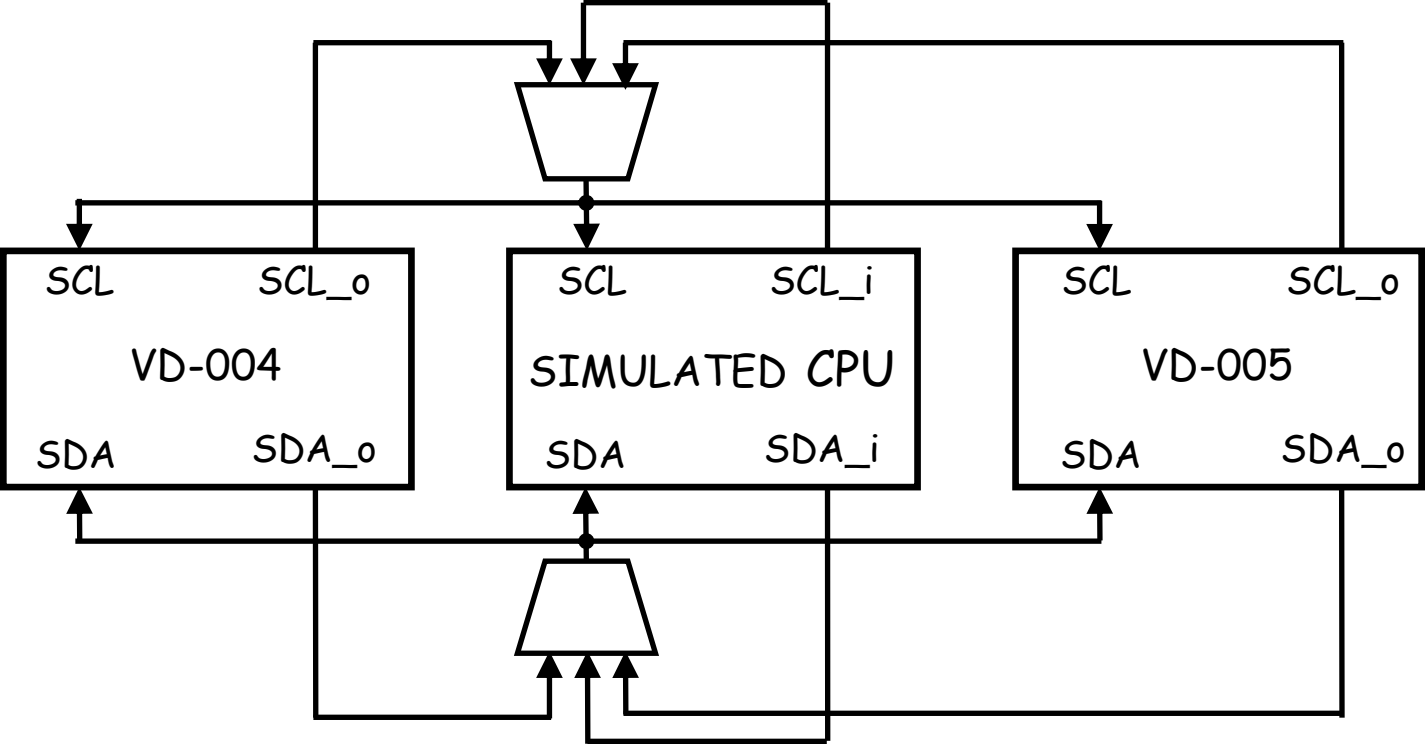 SCL SCL_o
VD-004
SDA SDA_o
SCL SCL_i
SIMULATED CPU
SDA SDA_i
SCL SCL_o
VD-005
SDA SDA_o